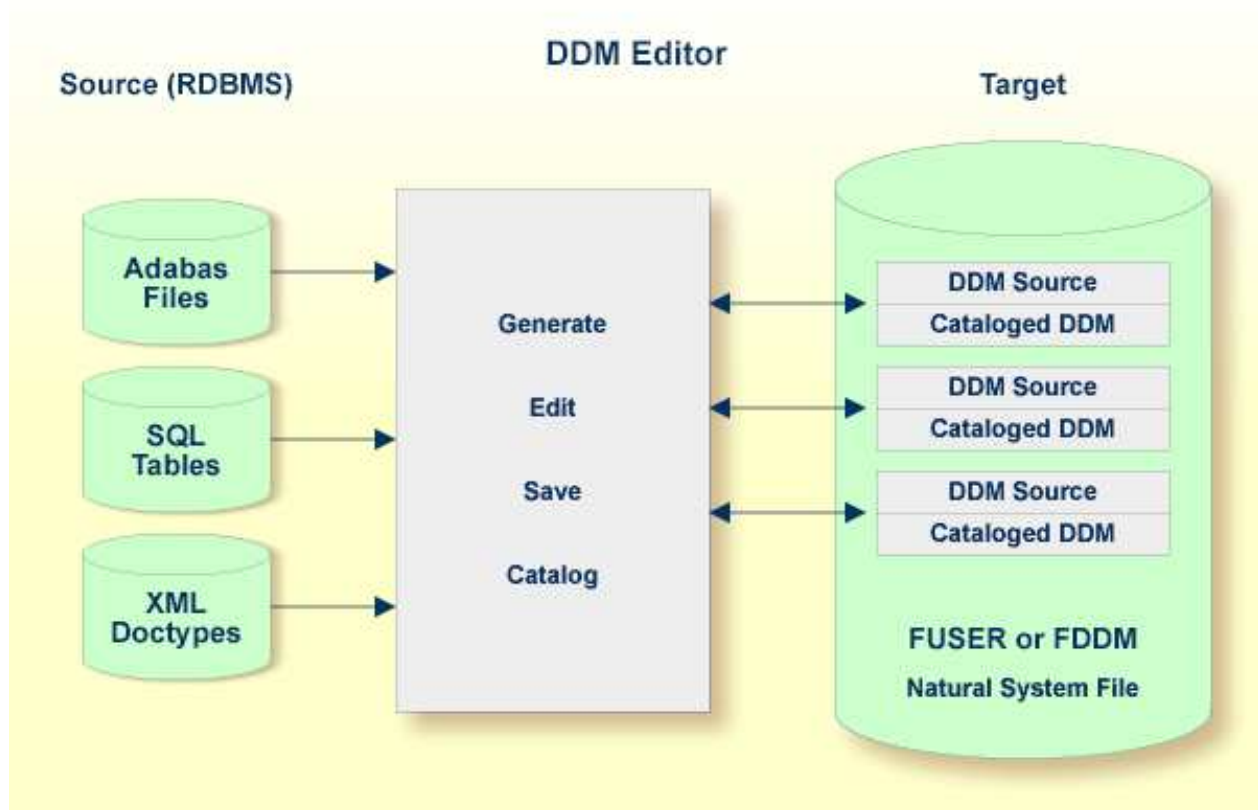 DDM Editor
Source (RDBMS)
Target
Adabas
Files
SQL
Tables
XML
Doctypes
Generate
Edit
Save
Catalog
DDM Source
Cataloged DDM
DDM Source
Cataloged DDM
DDM Source
Cataloged DDM
FUSER or FDDM
Natural System File